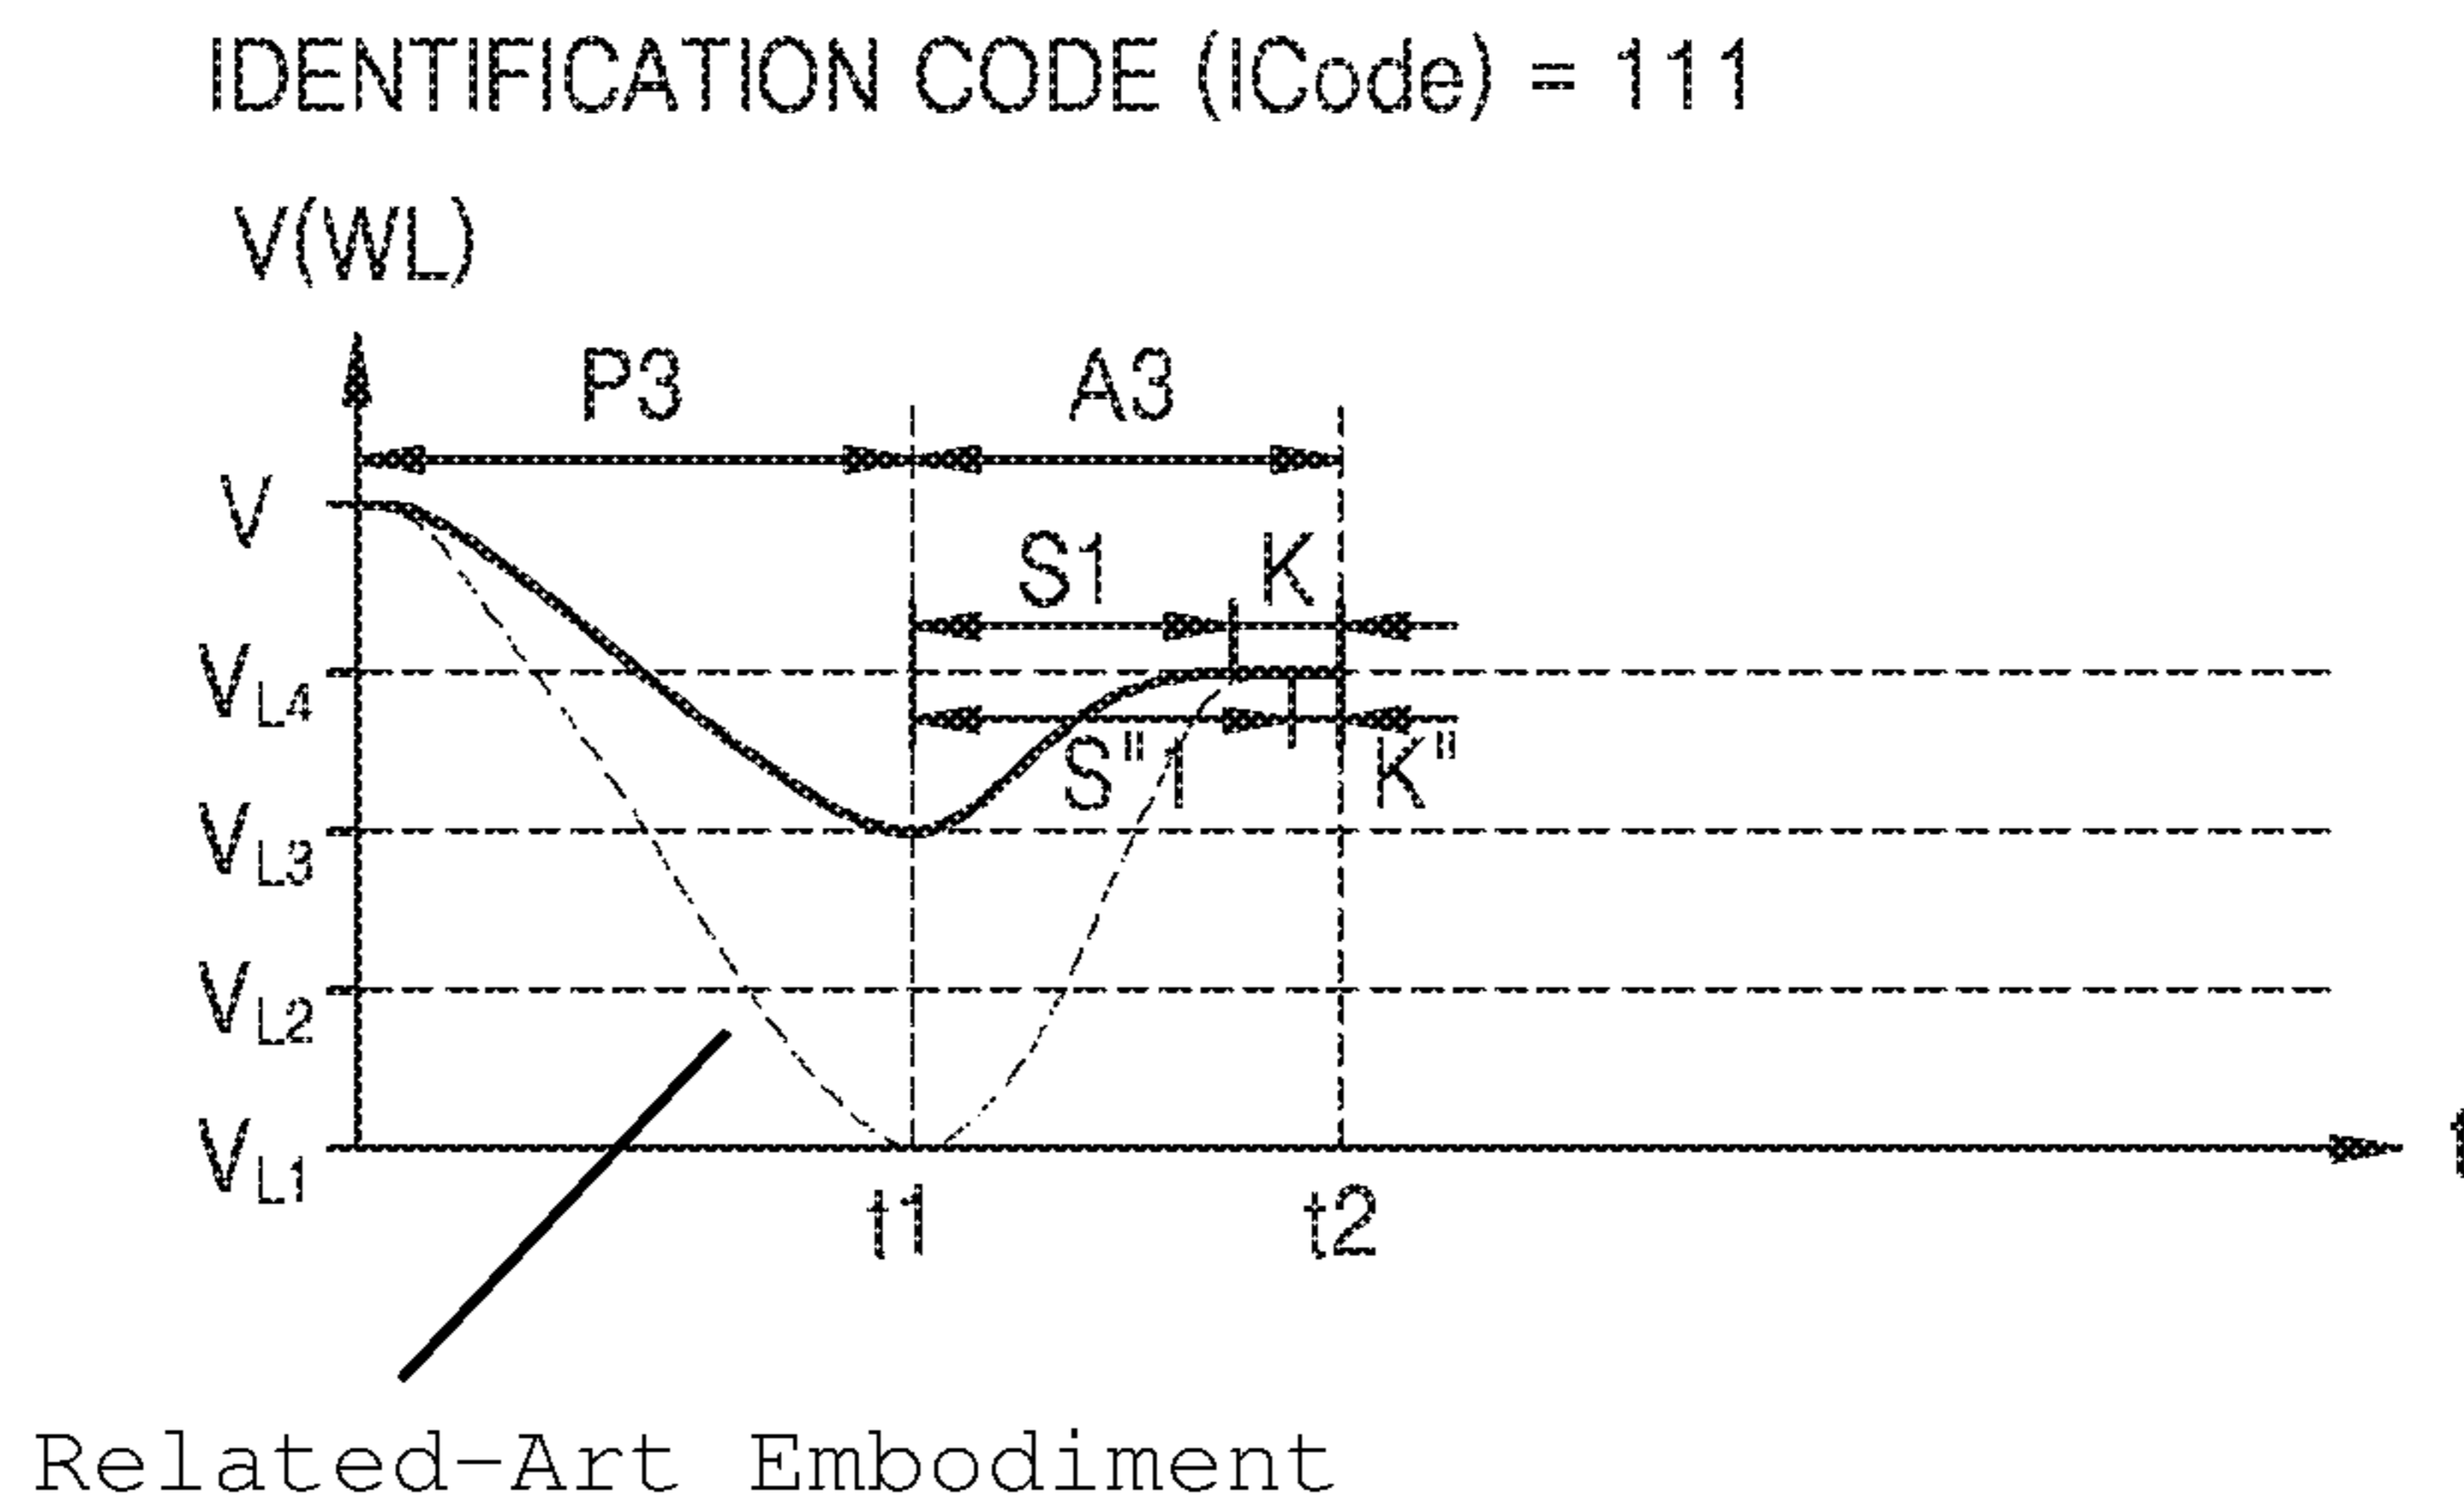 IDENTIFICATION CODE (ICode) = 111
V(WL)
P3 A3
V
S1 K
VL4
S"1 K"
VL3
VL2
VL1
t
t1 t2
Related-Art Embodiment